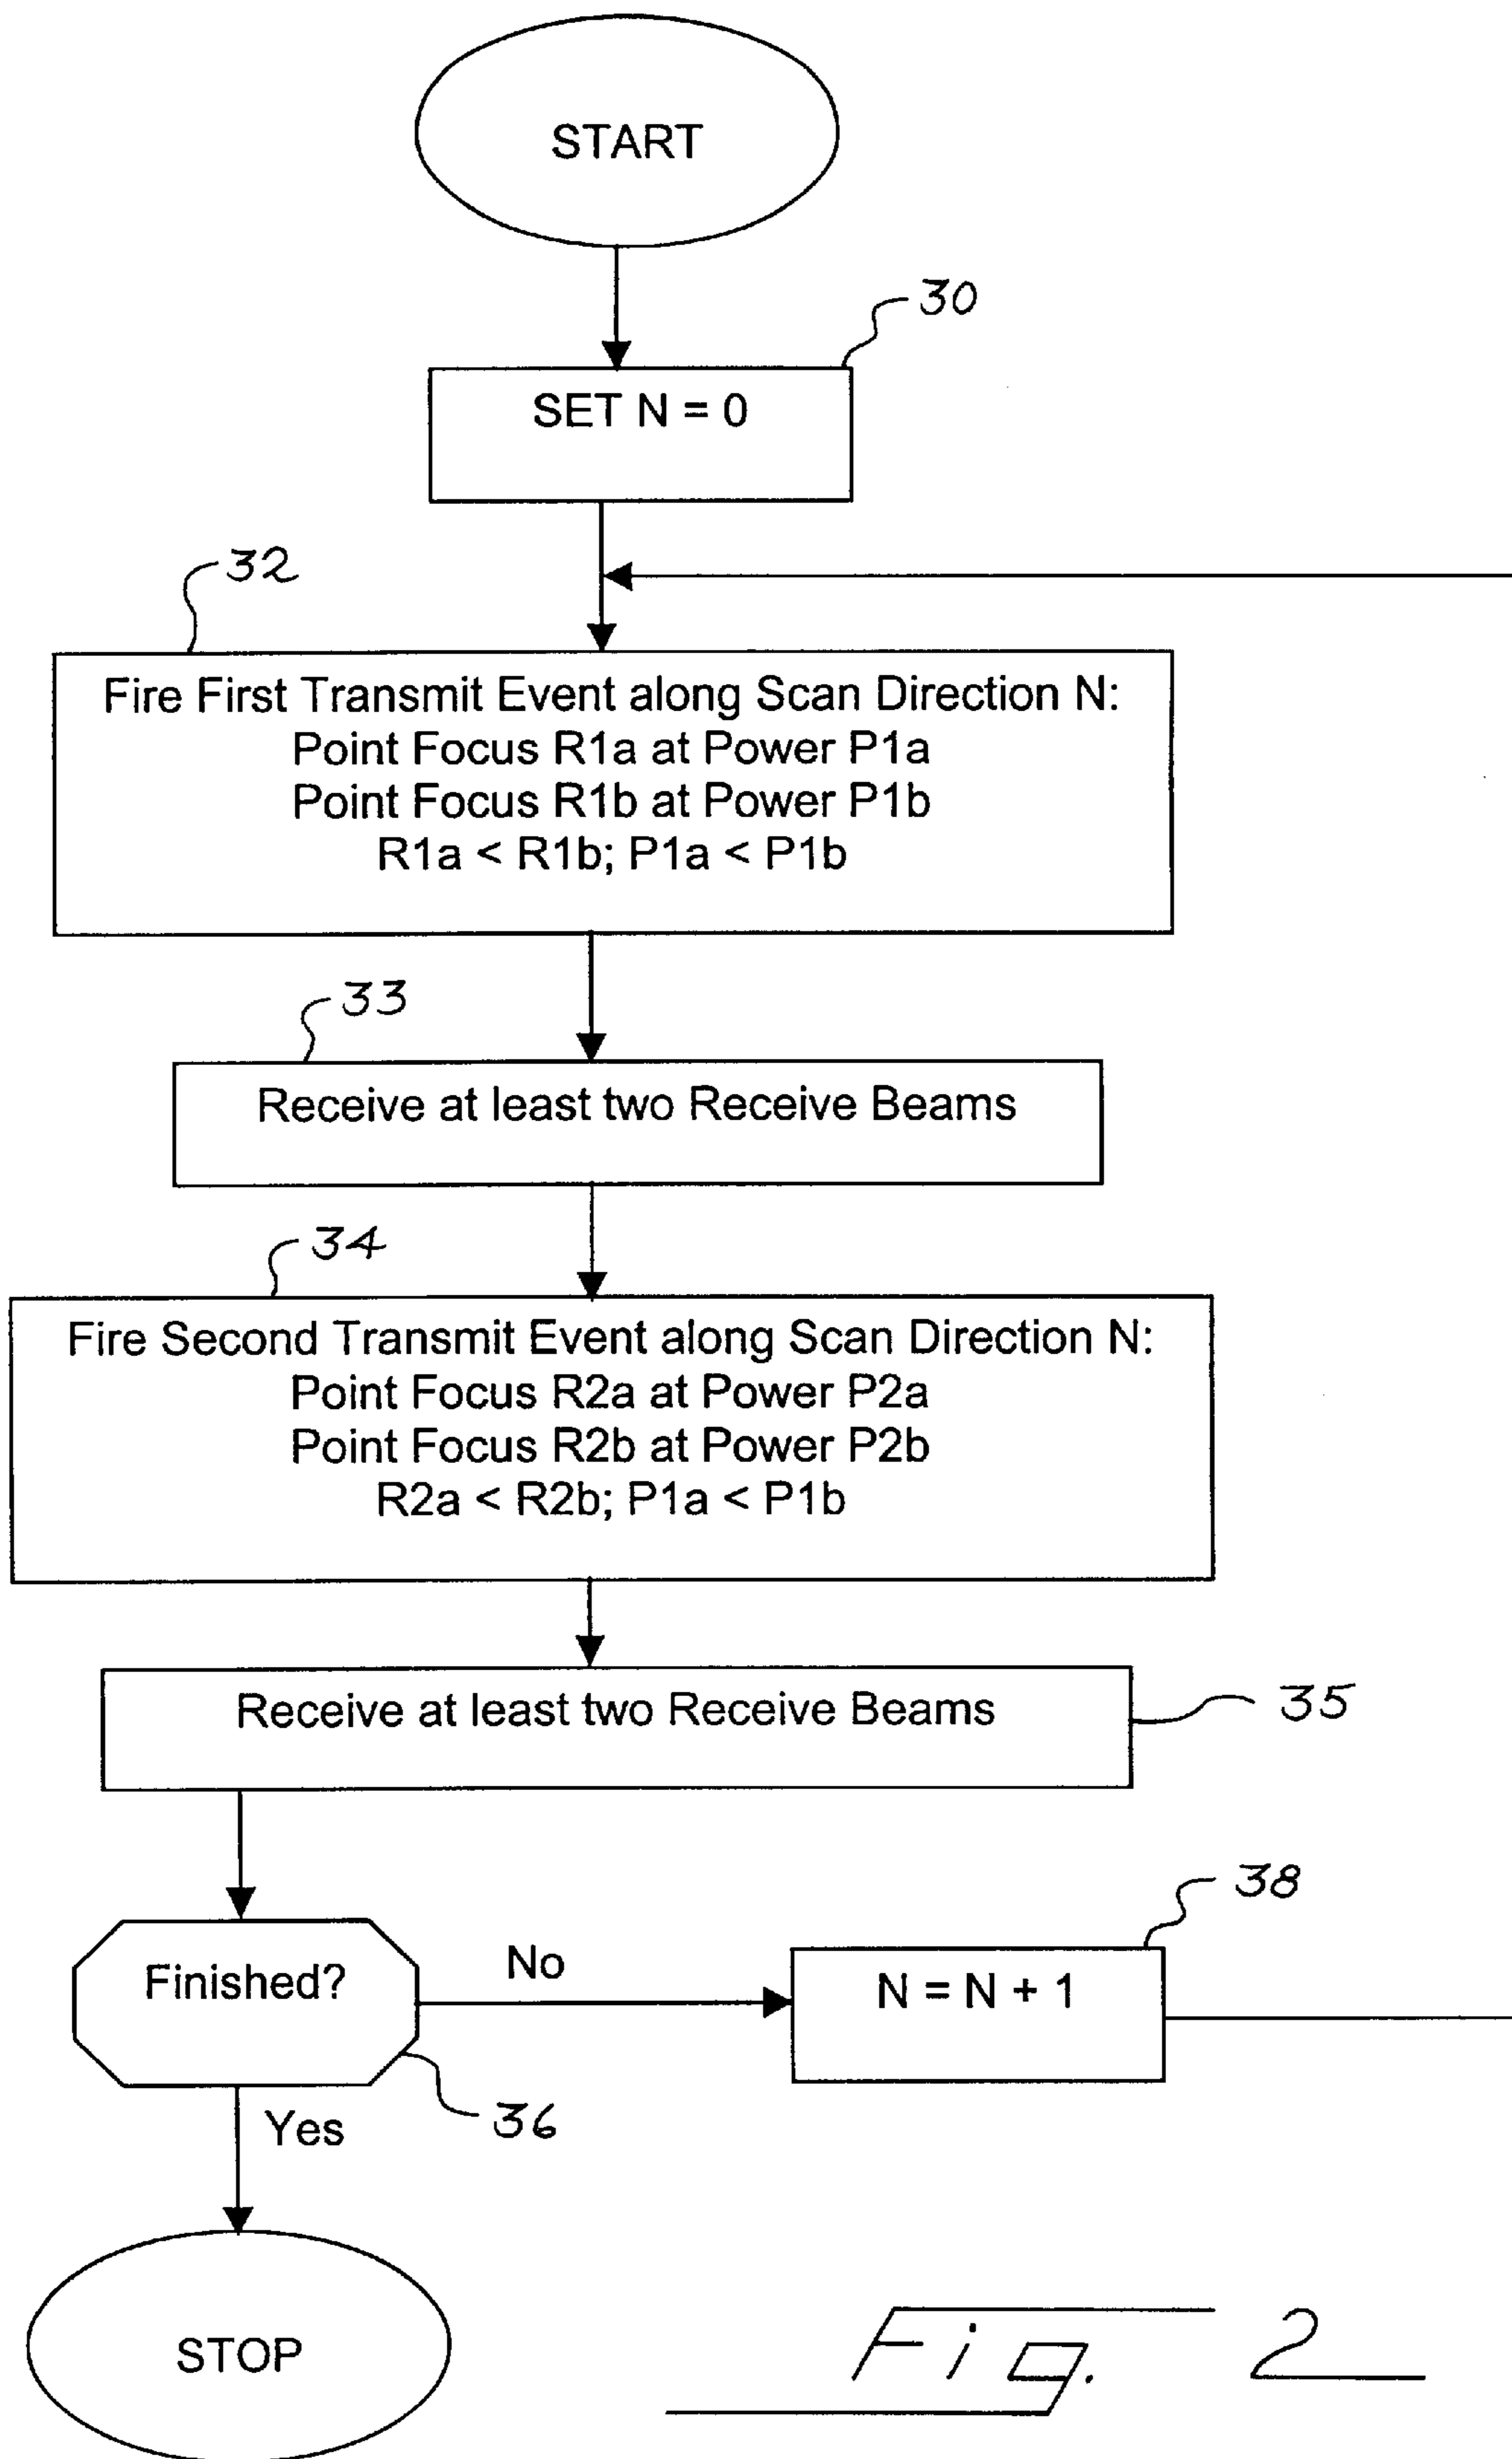 START
30
SET N = 0
32
Fire First Transmit Event along Scan Direction N:
Point Focus R1a at Power P1a
Point Focus R1b at Power P1b
R1a < R1b; P1a < P1b
33
Receive at least two Receive Beams
34
Fire Second Transmit Event along Scan Direction N:
Point Focus R2a at Power P2a
Point Focus R2b at Power P2b
R2a < R2b; P1a < P1b
Receive at least two Receive Beams
35
38
Finished?
No
N = N + 1
36
Yes
STOP
Fig. 2